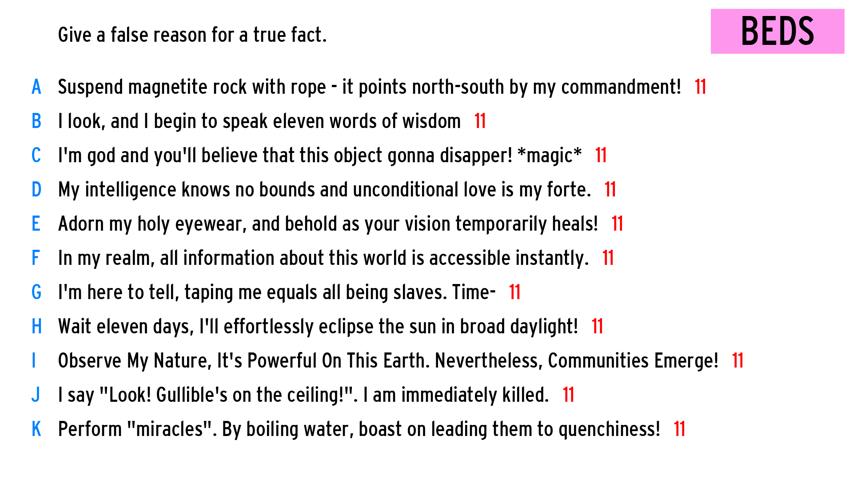 Give a false reason for a true fact.
BEDS
A Suspend magnetite rock with rope - it points north-south by my commandment! 11
B I look, and I begin to speak eleven words of wisdom 11
C I'm god and you'll believe that this object gonna disapper! *magic* 11
D My intelligence knows no bounds and unconditional love is my forte. 11
E Adorn my holy eyewear, and behold as your vision temporarily heals! 11
F In my realm, all information about this world is accessible instantly. 11
G I'm here to tell, taping me equals all being slaves. Time- 11
H Wait eleven days, I'll effortlessly eclipse the sun in broad daylight! 11
I Observe My Nature, It's Powerful On This Earth. Nevertheless, Communities Emerge! 11
J I say "Look! Gullible's on the ceiling!". I am immediately killed. 11
K Perform "miracles". By boiling water, boast on leading them to quenchiness! 11